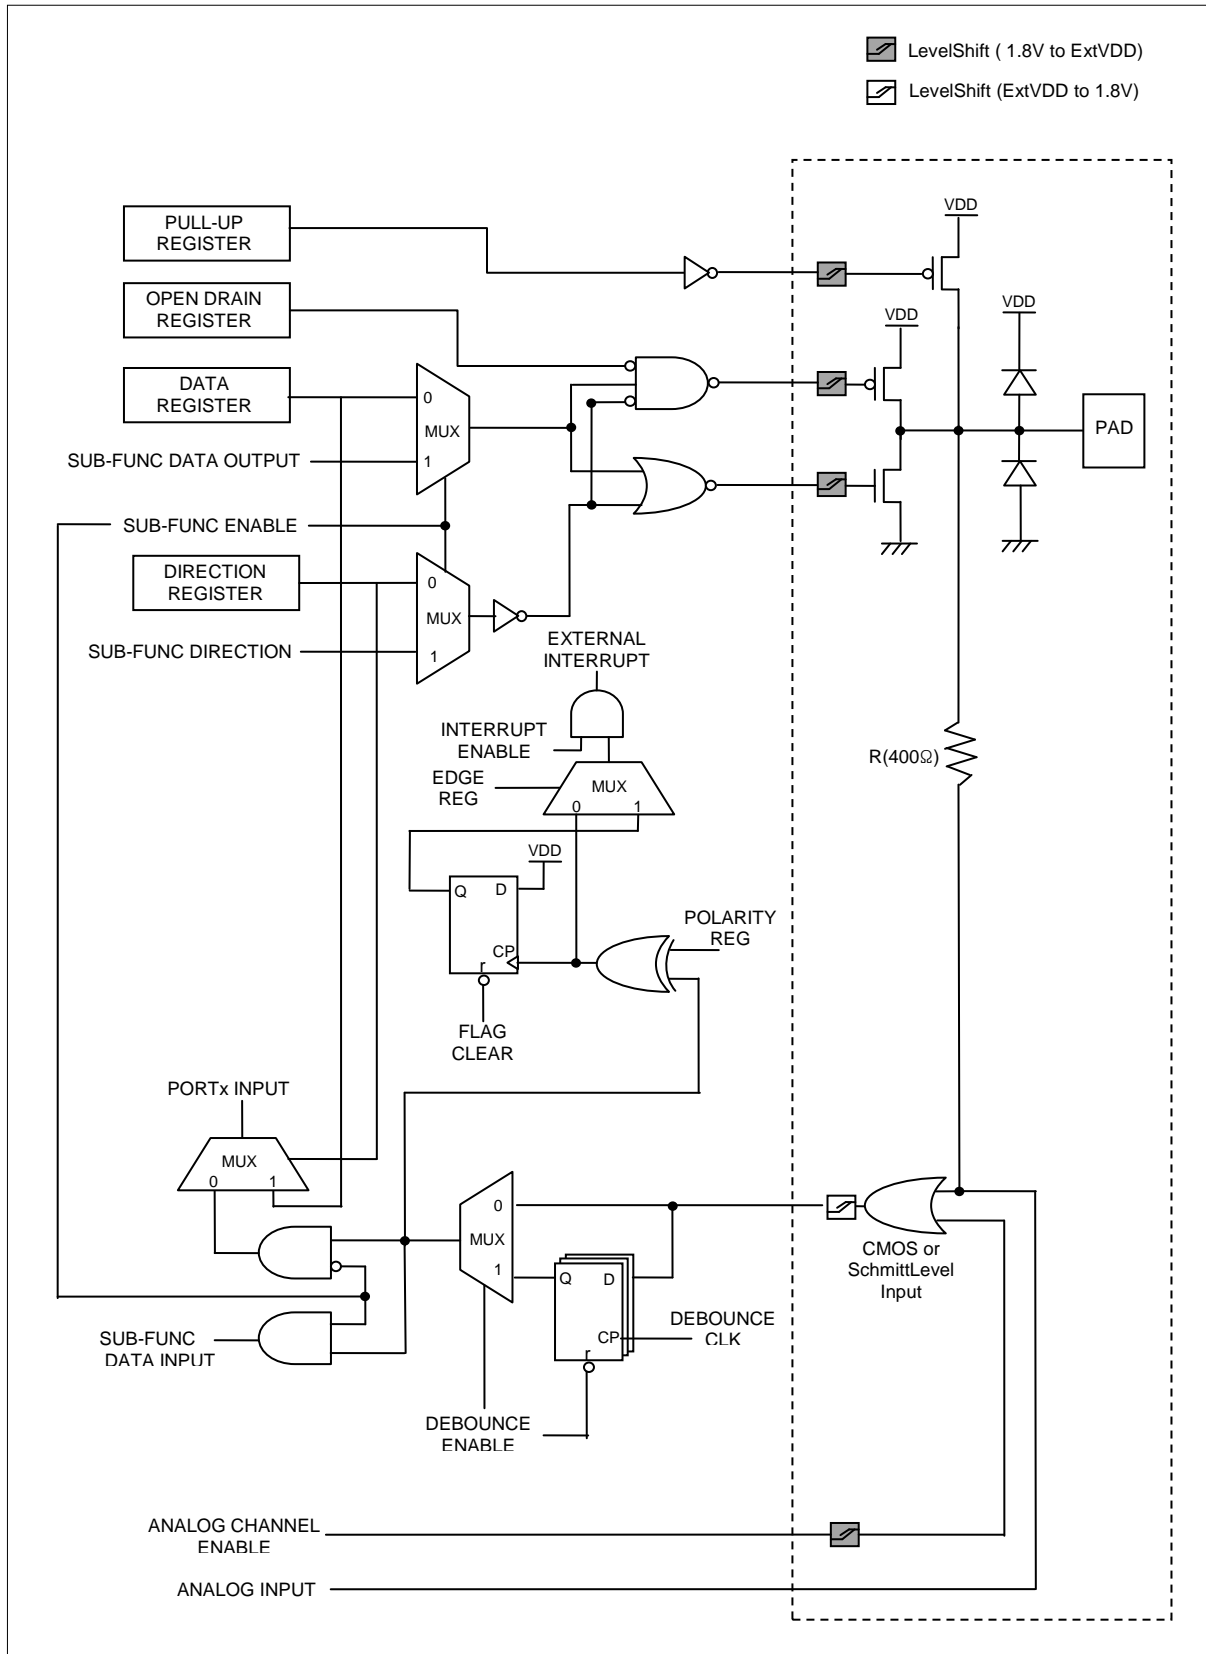 LevelShift ( 1.8V to ExtVDD)
LevelShift (ExtVDD to 1.8V)
VDD
PULL-UP
REGISTER
OPEN DRAIN
REGISTER
VDD
VDD
DATA
REGISTER
0
MUX
1
PAD
SUB-FUNC DATA OUTPUT
SUB-FUNC ENABLE
DIRECTION
REGISTER
0
MUX
1
SUB-FUNC DIRECTION
EXTERNAL
INTERRUPT
INTERRUPT
ENABLE
R(400Ω)
EDGE
REG
MUX
0 1
VDD
Q D
CP
r
POLARITY
REG
FLAG
CLEAR
PORTx INPUT
MUX
0 1
0
MUX
1
Q D
CP
r
CMOS or
SchmittLevel
Input
DEBOUNCE
CLK
SUB-FUNC
DATA INPUT
DEBOUNCE
ENABLE
ANALOG CHANNEL
ENABLE
ANALOG INPUT